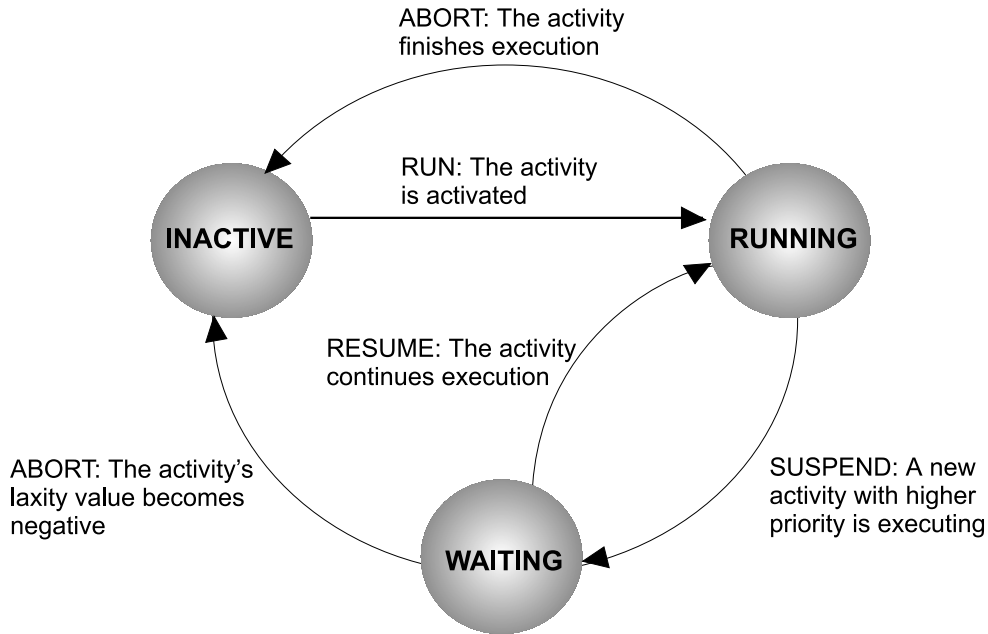 ABORT: The activity
finishes execution
RUN: The activity
is activated
INACTIVE
RUNNING
RESUME: The activity
continues execution
ABORT: The activity's
laxity value becomes
negative
SUSPEND: A new
activity with higher
priority is executing
WAITING